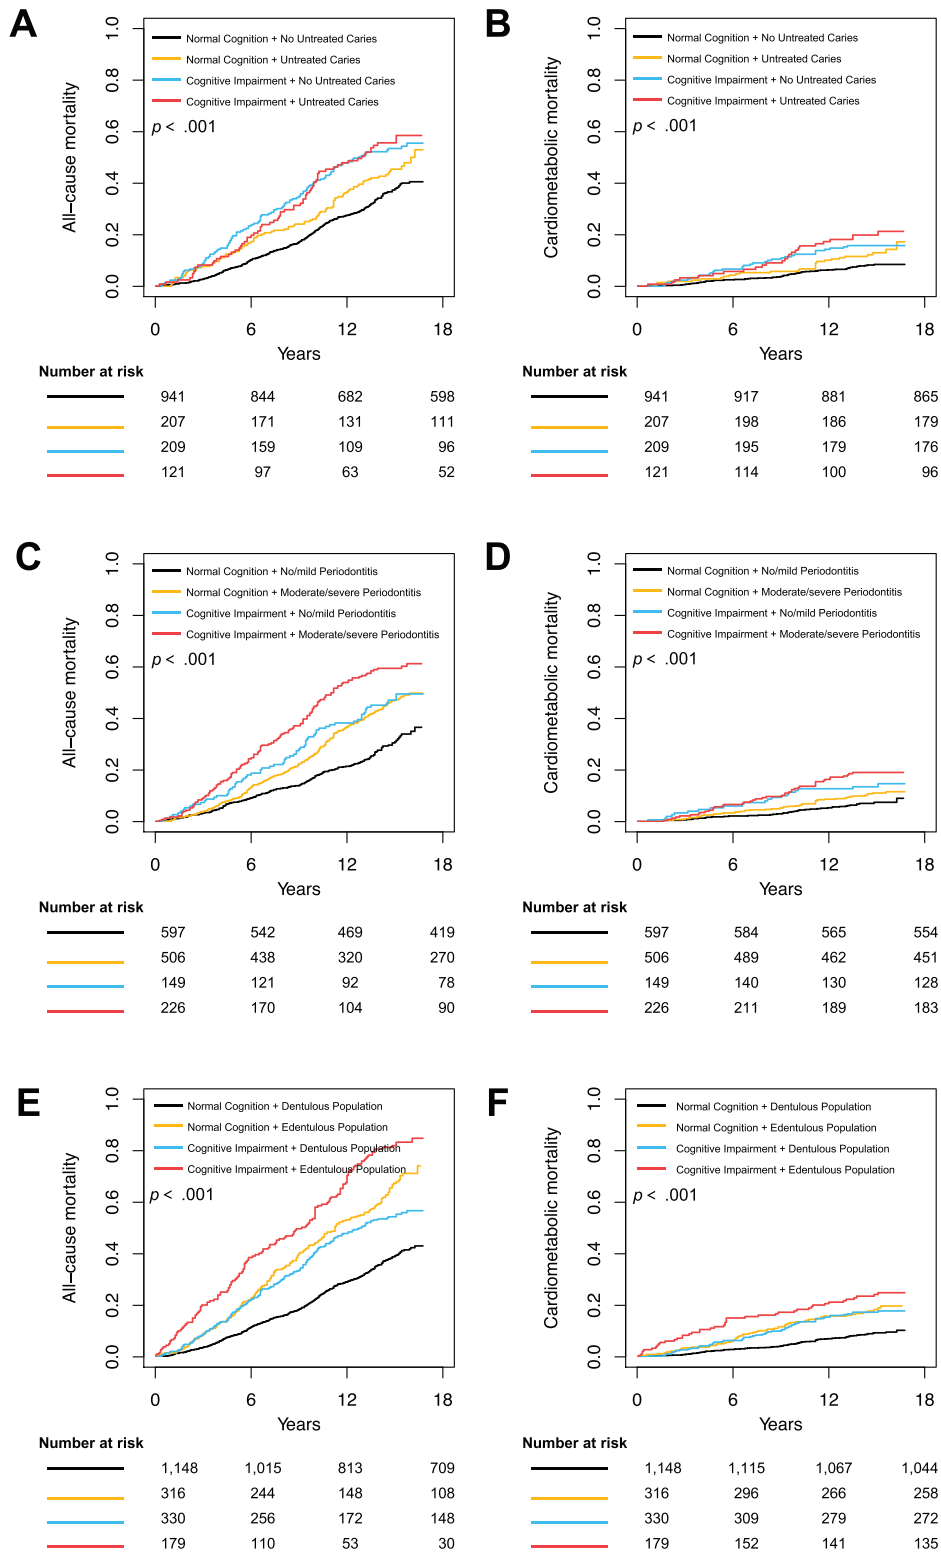 A
1.0
0.8
0.6
0.4
0.2
0.0
All−cause mortality
Normal Cognition + No Untreated Caries
Normal Cognition + Untreated Caries
Cognitive Impairment + No Untreated Caries
Cognitive Impairment + Untreated Caries
p < .001
0 6 12 18
Years
Number at risk
941 844 682 598
207 171 131 111
209 159 109 96
121 97 63 52
B
1.0
0.8
0.6
0.4
0.2
0.0
Cardiometabolic mortality
Normal Cognition + No Untreated Caries
Normal Cognition + Untreated Caries
Cognitive Impairment + No Untreated Caries
Cognitive Impairment + Untreated Caries
p < .001
0 6 12 18
Years
Number at risk
941 917 881 865
207 198 186 179
209 195 179 176
121 114 100 96
C
1.0
0.8
0.6
0.4
0.2
0.0
All−cause mortality
Normal Cognition + No/mild Periodontitis
Normal Cognition + Moderate/severe Periodontitis
Cognitive Impairment + No/mild Periodontitis
Cognitive Impairment + Moderate/severe Periodontitis
p < .001
0 6 12 18
Years
Number at risk
597 542 469 419
506 438 320 270
149 121 92 78
226 170 104 90
D
1.0
0.8
0.6
0.4
0.2
0.0
Cardiometabolic mortality
Normal Cognition + No/mild Periodontitis
Normal Cognition + Moderate/severe Periodontitis
Cognitive Impairment + No/mild Periodontitis
Cognitive Impairment + Moderate/severe Periodontitis
p < .001
0 6 12 18
Years
Number at risk
597 584 565 554
506 489 462 451
149 140 130 128
226 211 189 183
E
1.0
0.8
0.6
0.4
0.2
0.0
All−cause mortality
Normal Cognition + Dentulous Population
Normal Cognition + Edentulous Population
Cognitive Impairment + Dentulous Population
Cognitive Impairment + Edentulous Population
p < .001
0 6 12 18
Years
Number at risk
1,148 1,015 813 709
316 244 148 108
330 256 172 148
179 110 53 30
F
1.0
0.8
0.6
0.4
0.2
0.0
Cardiometabolic mortality
Normal Cognition + Dentulous Population
Normal Cognition + Edentulous Population
Cognitive Impairment + Dentulous Population
Cognitive Impairment + Edentulous Population
p < .001
0 6 12 18
Years
Number at risk
1,148 1,115 1,067 1,044
316 296 266 258
330 309 279 272
179 152 141 135